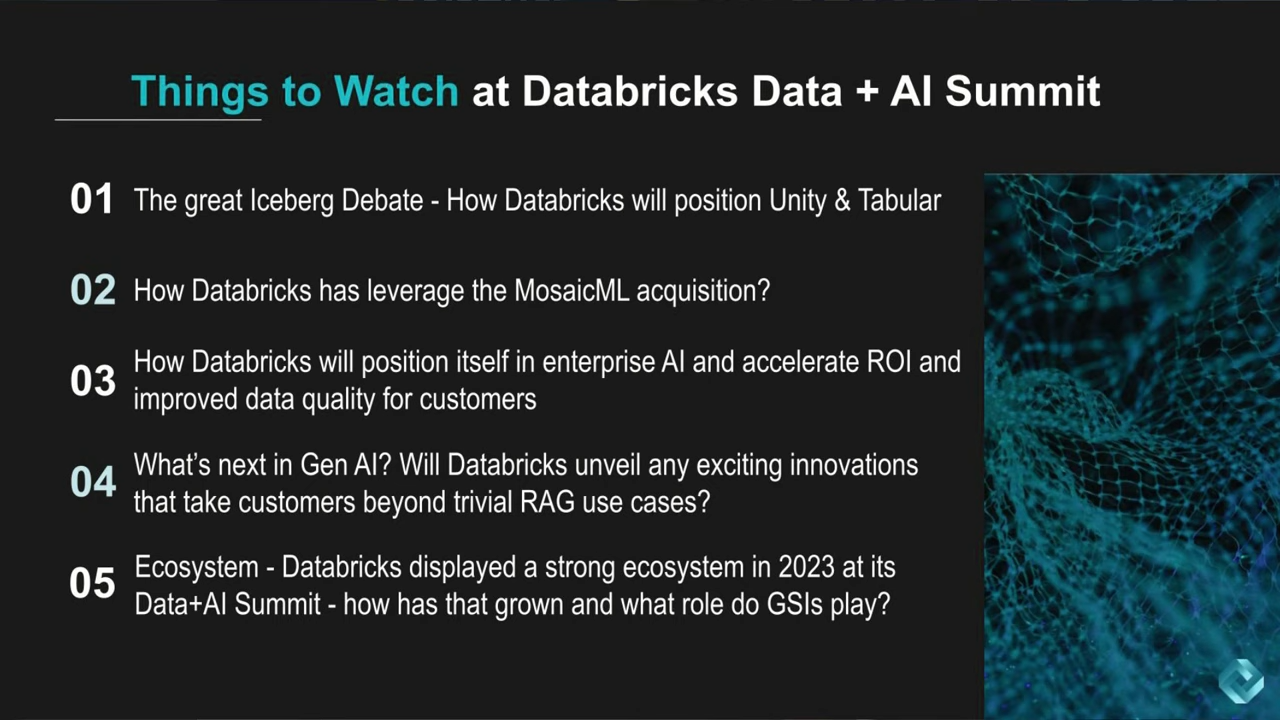 Things to Watch at Databricks Data + AI Summit
01 The great Iceberg Debate - How Databricks will position Unity & Tabular
02 How Databricks has leverage the MosaicML acquisition?
03 How Databricks will position itself in enterprise AI and accelerate ROI and
improved data quality for customers
04 What's next in Gen AI? Will Databricks unveil any exciting innovations
that take customers beyond trivial RAG use cases?
05 Ecosystem - Databricks displayed a strong ecosystem in 2023 at its
Data+AI Summit - how has that grown and what role do GSIs play?